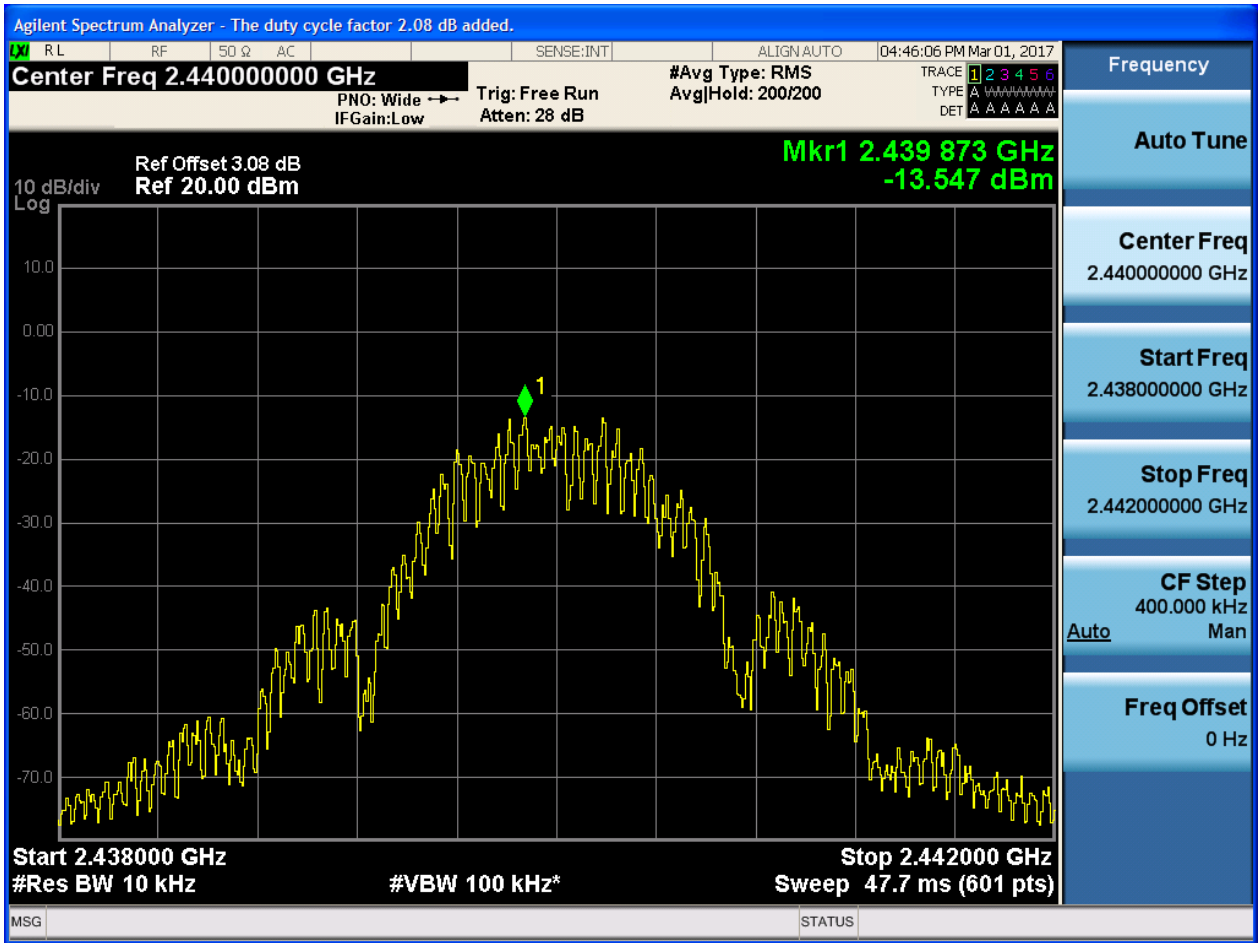 Agilent Spectrum Analyzer - The duty cycle factor 2.08 dB added.
LXI RL RF 50 Ω AC SENSE:INT ALIGN AUTO 04:46:06 PM Mar 01, 2017
Center Freq 2.440000000 GHz
PNO: Wide
IFGain:Low
Trig: Free Run
Atten: 28 dB
#Avg Type: RMS
Avg|Hold: 200/200
TRACE 1 2 3 4 5 6
TYPE A WWWWWW
DET A A A A A A
Mkr1 2.439 873 GHz
-13.547 dBm
Ref Offset 3.08 dB
10 dB/div Ref 20.00 dBm
Log
10.0
0.00
-10.0
-20.0
-30.0
-40.0
-50.0
-60.0
-70.0
1
Start 2.438000 GHz Stop 2.442000 GHz
#Res BW 10 kHz #VBW 100 kHz* Sweep 47.7 ms (601 pts)
MSG STATUS
Frequency
Auto Tune
Center Freq
2.440000000 GHz
Start Freq
2.438000000 GHz
Stop Freq
2.442000000 GHz
CF Step
400.000 kHz
Auto Man
Freq Offset
0 Hz